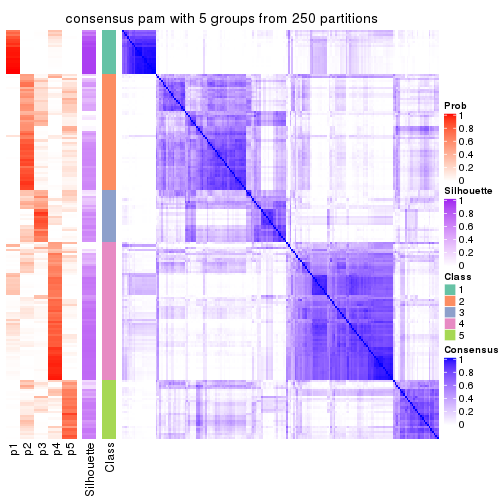 consensus pam with 5 groups from 250 partitions
Prob
1
0.8
0.6
0.4
0.2
0
Silhouette
1
0.8
0.6
0.4
0.2
0
Class
1
2
3
4
5
Consensus
1
0.8
0.6
0.4
0.2
0
p1
p2
p3
p4
p5
Silhouette
Class